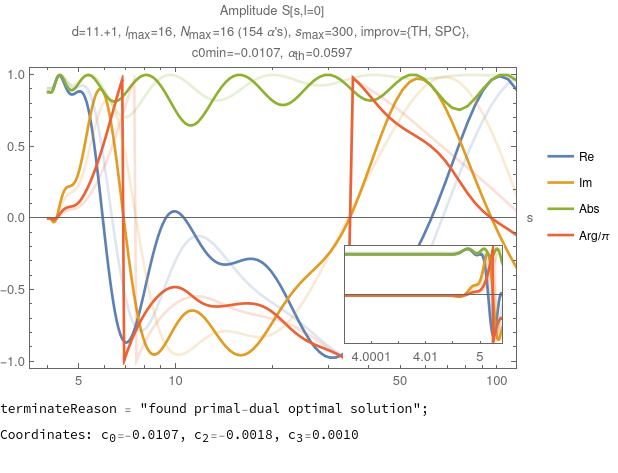 Amplitude S[s,l=0]
d=11.+1, lmax=16, Nmax=16 (154 α's), smax=300, improv={TH, SPC},
c0min=-0.0107, αth=0.0597
1.0
0.5
0.0
-0.5
-1.0
5
10
50
100
s
Re
Im
Abs
Arg/π
4.0001
4.01
5
terminateReason = "found primal-dual optimal solution";
Coordinates: c0=-0.0107, c2=-0.0018, c3=0.0010